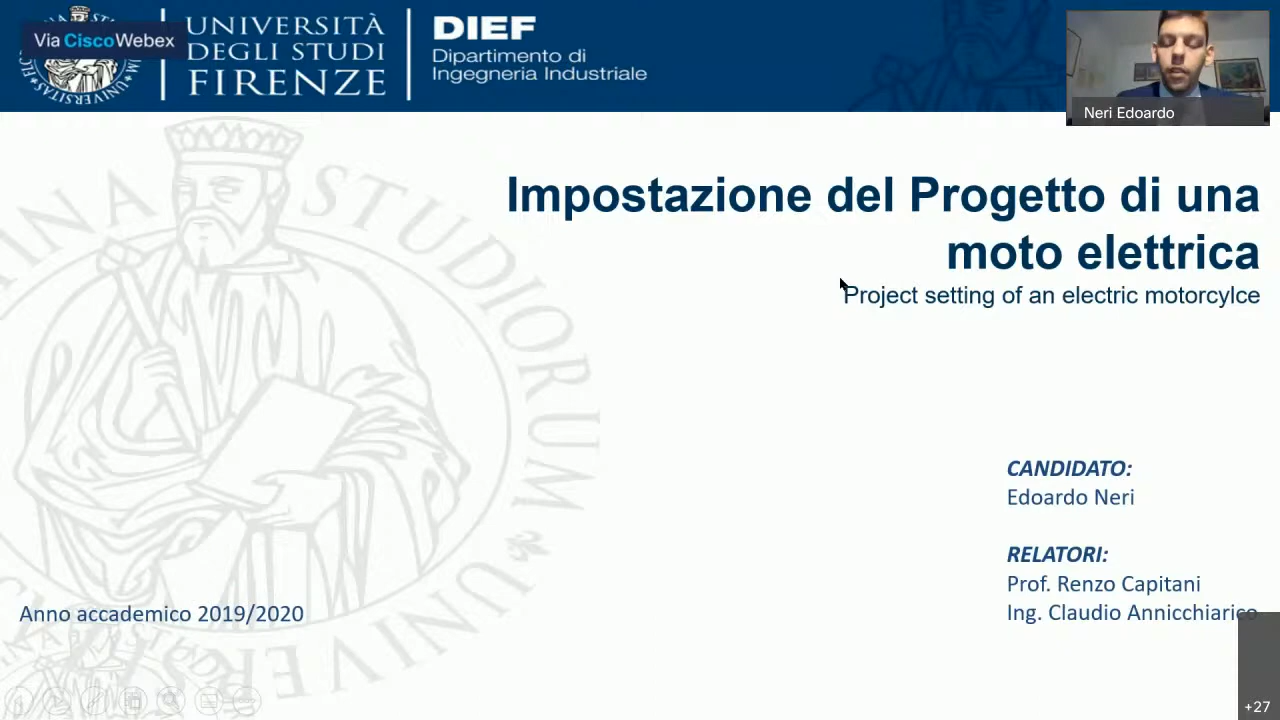 Via Cisco Webex
UNIVERSITÀ
DEGLI STUDI
FIRENZE
DIEF
Dipartimento di
Ingegneria Industriale
Neri Edoardo
Impostazione del Progetto di una
moto elettrica
Project setting of an electric motorcylce
STUDIORUM
CANDIDATO:
Edoardo Neri
RELATORI:
Prof. Renzo Capitani
Ing. Claudio Annicchiarico
Anno accademico 2019/2020
+27